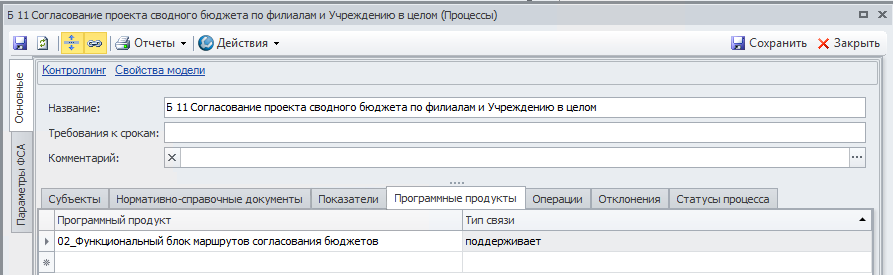 Б 11 Согласование проекта сводного бюджета по филиалам и Учреждению в целом (Процессы)
Отчеты Действия Сохранить Закрыть
Основные
Параметры ФСА
Контроллинг Свойства модели
Название: Б 11 Согласование проекта сводного бюджета по филиалам и Учреждению в целом
Требования к срокам:
Комментарий:
Субъекты Нормативно-справочные документы Показатели Программные продукты Операции Отклонения Статусы процесса
Программный продукт Тип связи
02_Функциональный блок маршрутов согласования бюджетов поддерживает